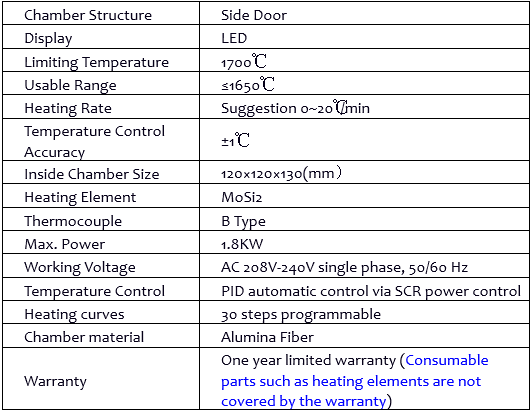 Chamber Structure Side Door
Display LED
Limiting Temperature 1700℃
Usable Range ≤1650℃
Heating Rate Suggestion 0~20℃/min
Temperature Control
Accuracy ±1℃
Inside Chamber Size 120×120×130(mm）
Heating Element MoSi2
Thermocouple B Type
Max. Power 1.8KW
Working Voltage AC 208V-240V single phase, 50/60 Hz
Temperature Control PID automatic control via SCR power control
Heating curves 30 steps programmable
Chamber material Alumina Fiber
Warranty One year limited warranty (Consumable
parts such as heating elements are not
covered by the warranty)